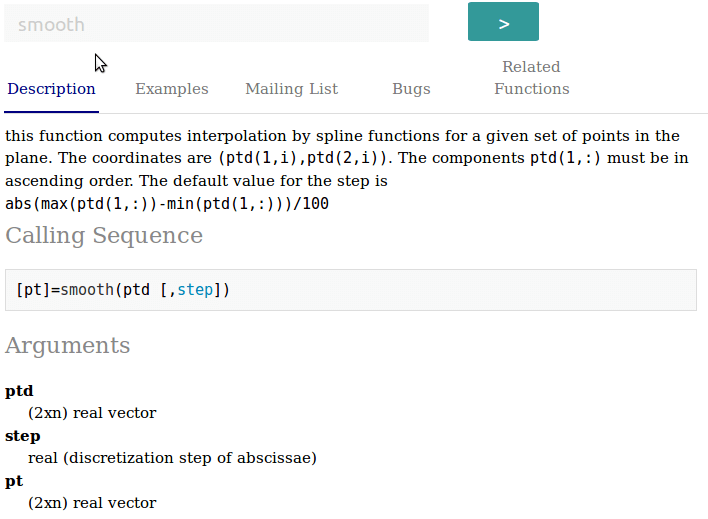 smooth
>
Description
Examples
Mailing List
Bugs
Related
Functions
this function computes interpolation by spline functions for a given set of points in the
plane. The coordinates are (ptd(1,i),ptd(2,i)). The components ptd(1,:) must be in
ascending order. The default value for the step is
abs(max(ptd(1,:))-min(ptd(1,:)))/100
Calling Sequence
[pt]=smooth(ptd [,step])
Arguments
ptd
(2xn) real vector
step
real (discretization step of abscissae)
pt
(2xn) real vector